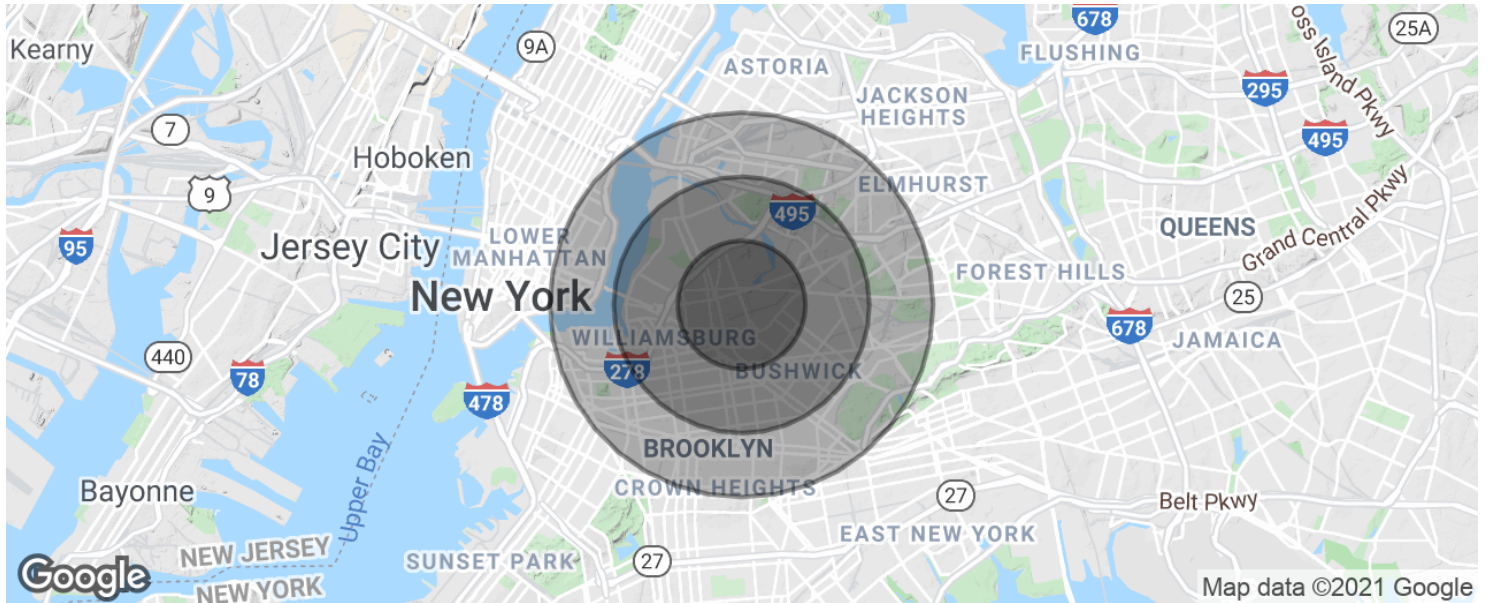 678
25A
Kearny
9A
FLUSHING
ASTORIA
oss Island Pkwy
295
JACKSON
HEIGHTS
7
495
Hoboken
ELMHURST
9
495
QUEENS
95
Jersey City
LOWER
MANHATTAN
Grand Central Pkwy
FOREST HILLS
New York
25
678
WILLIAMSBURG
JAMAICA
440
78
278
BUSHWICK
478
BROOKLYN
Upper Bay
Bayonne
CROWN HEIGHTS
27
Belt Pkwy
EAST NEW YORK
NEW JERSEY
SUNSET PARK
27
Google
NEW YORK
Map data ©2021 Google